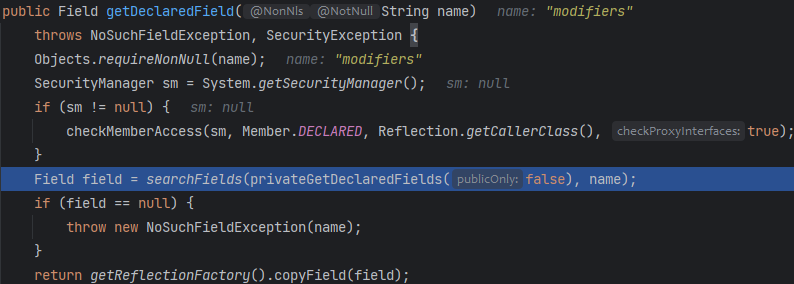 public Field getDeclaredField( @NonNls @NotNull String name) name: "modifiers"
throws NoSuchFieldException, SecurityException {
Objects.requireNonNull(name); name: "modifiers"
SecurityManager sm = System.getSecurityManager(); sm: null
if (sm != null) { sm: null
checkMemberAccess(sm, Member.DECLARED, Reflection.getCallerClass(), checkProxyInterfaces: true);
}
Field field = searchFields(privateGetDeclaredFields( publicOnly: false), name);
if (field == null) {
throw new NoSuchFieldException(name);
}
return getReflectionFactory().copyField(field);